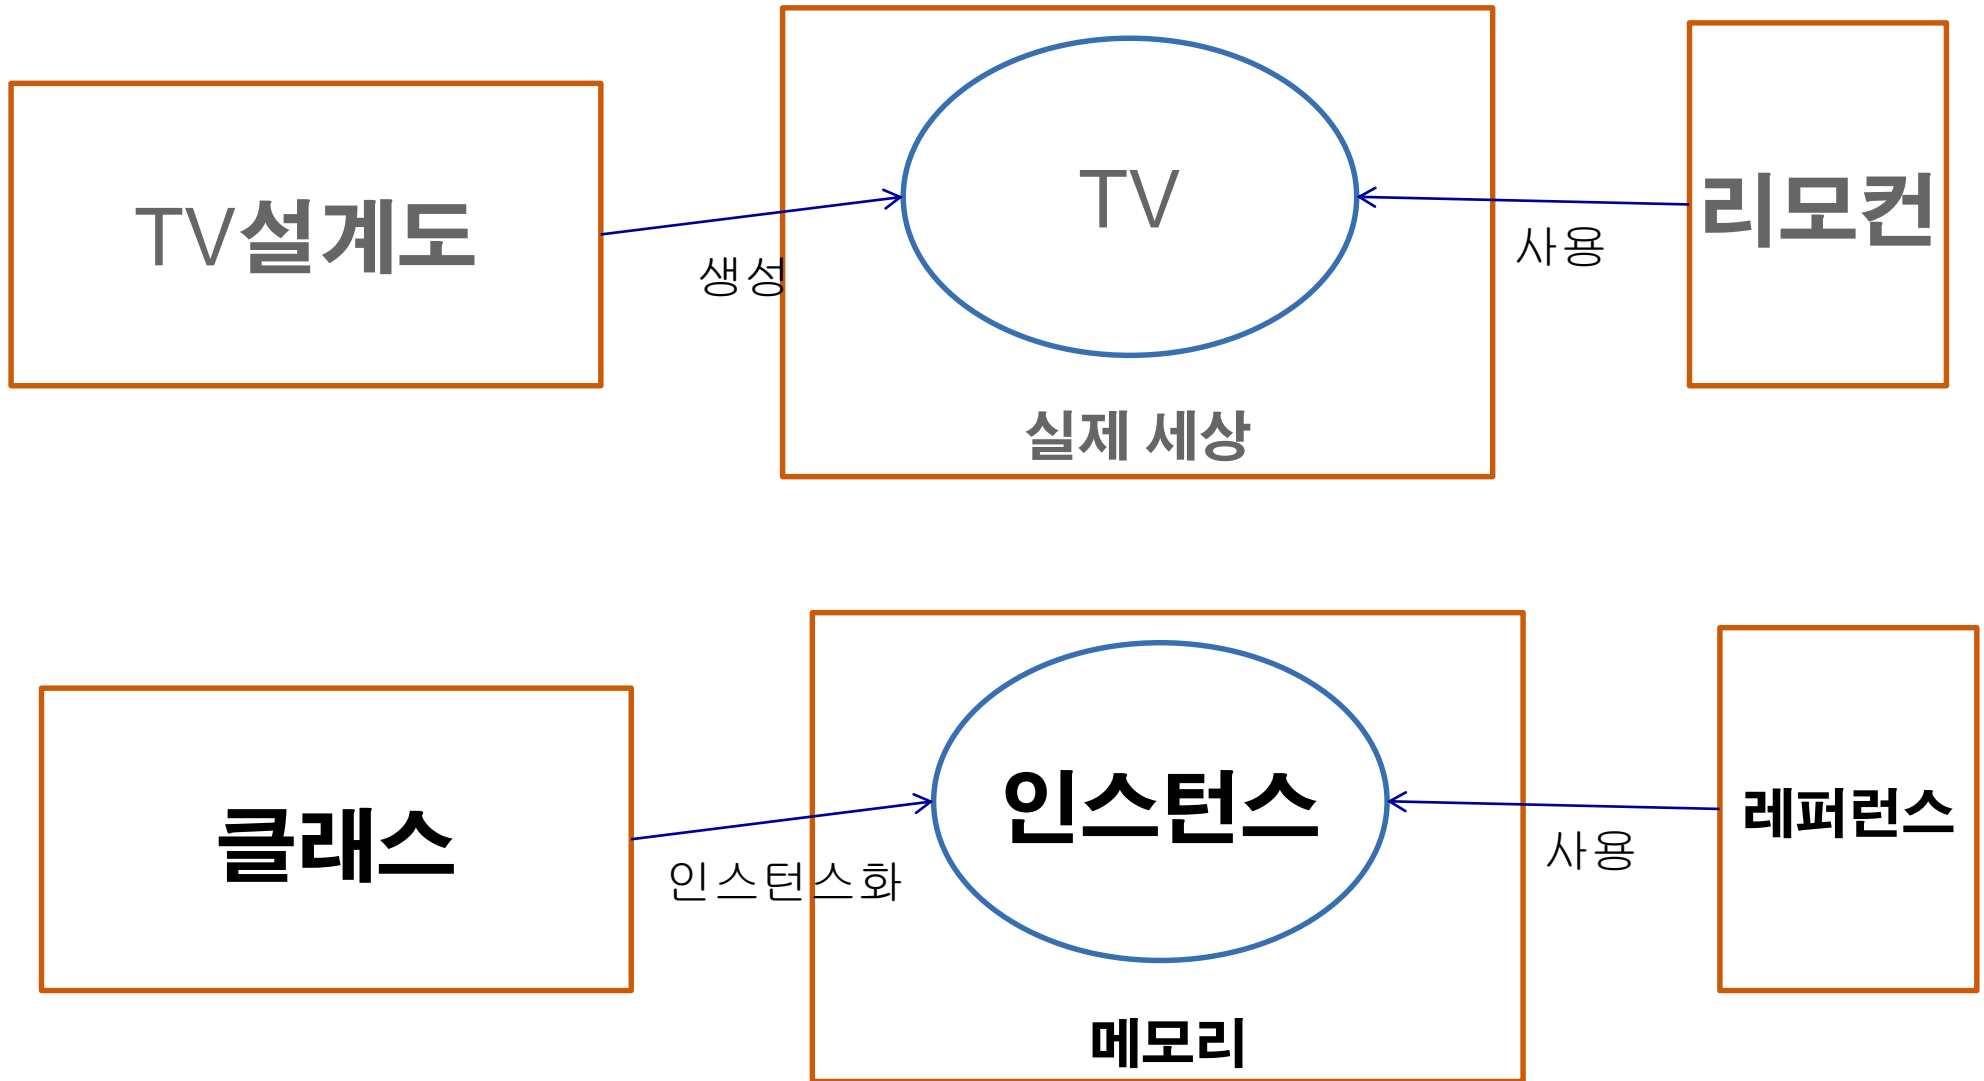 TV설계도
생성
TV
실제 세상
사용
리모컨
클래스
인스턴스화
인스턴스
메모리
사용
레퍼런스